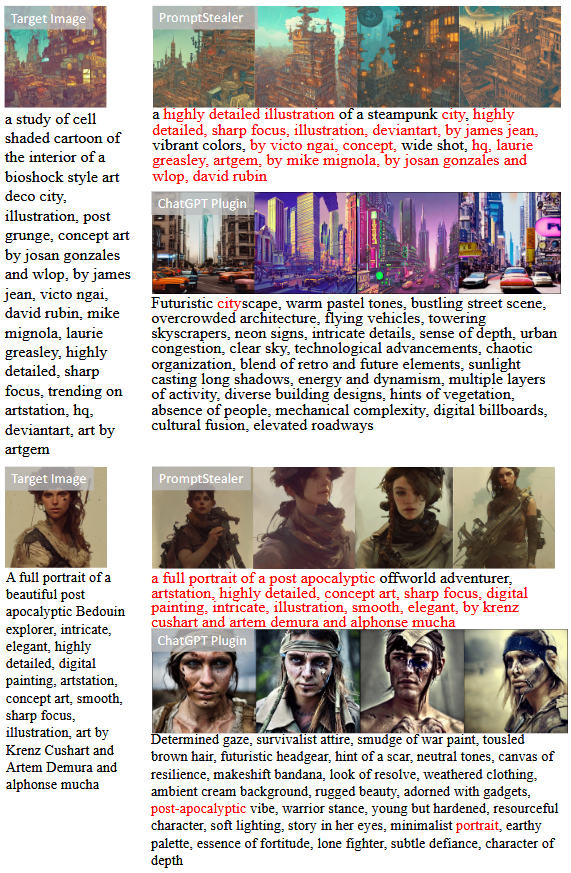 Target Image
a study of cell
shaded cartoon of
the interior of a
bioshock style art
deco city,
illustration, post
grunge, concept art
by josan gonzales
and wlop, by james
jean, victo ngai,
david rubin, mike
mignola, laurie
greasley, highly
detailed, sharp
focus, trending on
artstation, hq,
deviantart, art by
artgem
PromptStealer
a highly detailed illustration of a steampunk city, highly
detailed, sharp focus, illustration, deviantart, by james jean,
vibrant colors, by victo ngai, concept, wide shot, hq, laurie
greasley, artgem, by mike mignola, by josan gonzales and
wlop, david rubin
ChatGPT Plugin
Futuristic cityscape, warm pastel tones, bustling street scene,
overcrowded architecture, flying vehicles, towering
skyscrapers, neon signs, intricate details, sense of depth, urban
congestion, clear sky, technological advancements, chaotic
organization, blend of retro and future elements, sunlight
casting long shadows, energy and dynamism, multiple layers
of activity, diverse building designs, hints of vegetation,
absence of people, mechanical complexity, digital billboards,
cultural fusion, elevated roadways
Target Image
A full portrait of a
beautiful post
apocalyptic Bedouin
explorer, intricate,
elegant, highly
detailed, digital
painting, artstation,
concept art, smooth,
sharp focus,
illustration, art by
Krenz Cushart and
Artem Demura and
alphonse mucha
PromptStealer
a full portrait of a post apocalyptic offworld adventurer,
artstation, highly detailed, concept art, sharp focus, digital
painting, intricate, illustration, smooth, elegant, by krenz
cushart and artem demura and alphonse mucha
ChatGPT Plugin
Determined gaze, survivalist attire, smudge of war paint, tousled
brown hair, futuristic headgear, hint of a scar, neutral tones, canvas of
resilience, makeshift bandana, look of resolve, weathered clothing,
ambient cream background, rugged beauty, adorned with gadgets,
post-apocalyptic vibe, warrior stance, young but hardened, resourceful
character, soft lighting, story in her eyes, minimalist portrait, earthy
palette, essence of fortitude, lone fighter, subtle defiance, character of
depth